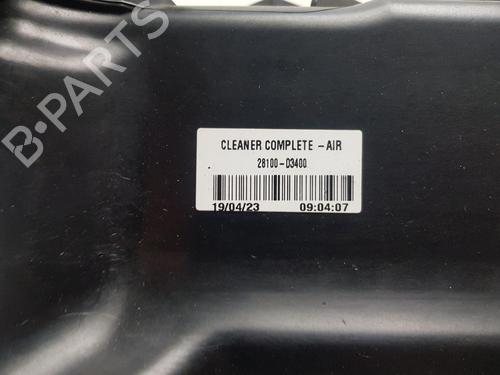 B-PARTS
CLEANER COMPLETE - AIR
28100-D3400
19/04/23 09:04:07